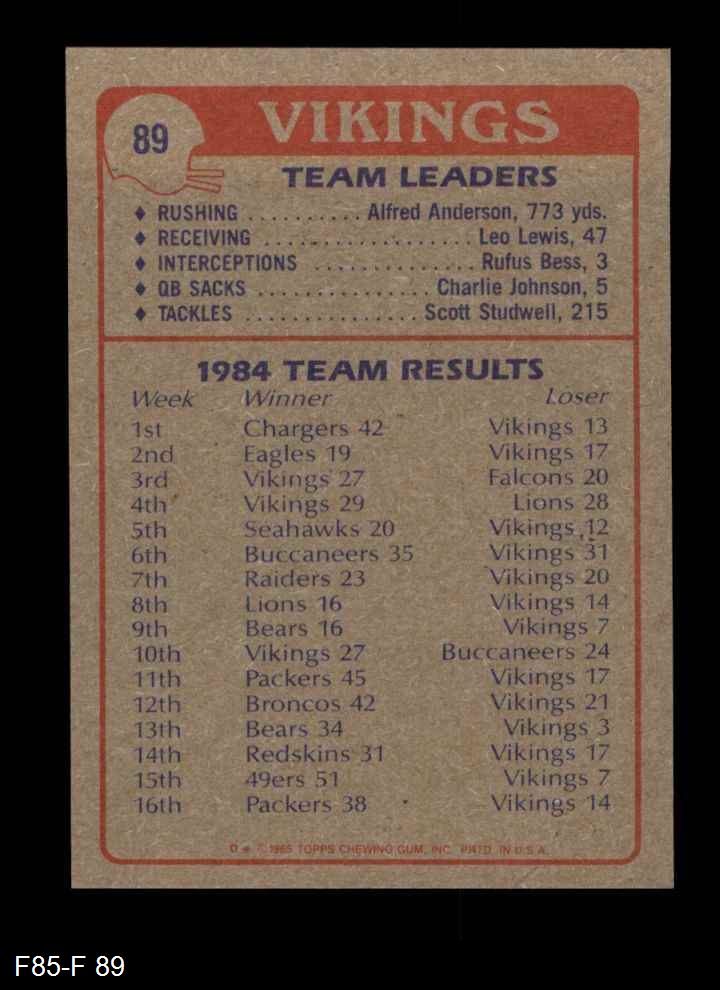 89
VIKINGS
TEAM LEADERS
♦ RUSHING .......... Alfred Anderson, 773 yds.
♦ RECEIVING .................... Leo Lewis, 47
♦ INTERCEPTIONS ............... Rufus Bess, 3
♦ QB SACKS ................ Charlie Johnson, 5
♦ TACKLES ................ Scott Studwell, 215
1984 TEAM RESULTS
Week Winner Loser
1st Chargers 42 Vikings 13
2nd Eagles 19 Vikings 17
3rd Vikings 27 Falcons 20
4th Vikings 29 Lions 28
5th Seahawks 20 Vikings 12
6th Buccaneers 35 Vikings 31
7th Raiders 23 Vikings 20
8th Lions 16 Vikings 14
9th Bears 16 Vikings 7
10th Vikings 27 Buccaneers 24
11th Packers 45 Vikings 17
12th Broncos 42 Vikings 21
13th Bears 34 Vikings 3
14th Redskins 31 Vikings 17
15th 49ers 51 Vikings 7
16th Packers 38 Vikings 14
D * © 1985 TOPPS CHEWING GUM, INC. PRTD. IN U.S.A.
F85-F 89